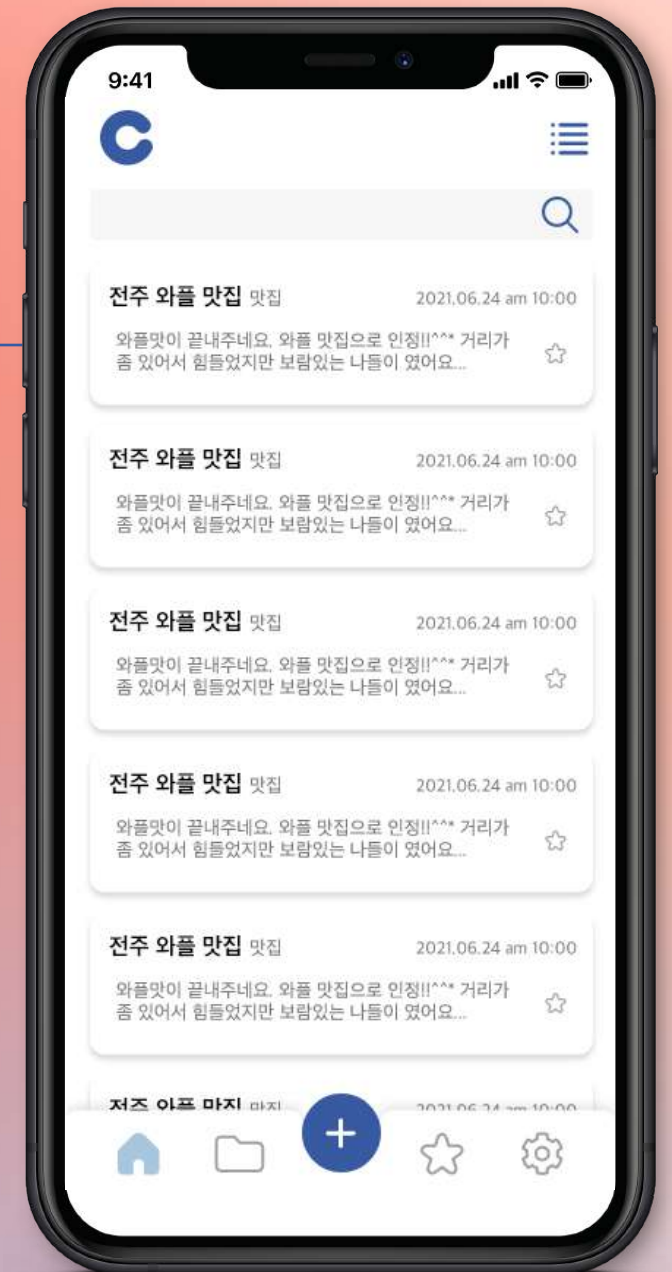 9:41
C
전주 와플 맛집 맛집 2021.06.24 am 10:00
와플맛이 끝내주네요. 와플 맛집으로 인정!!^^* 거리가
좀 있어서 힘들었지만 보람있는 나들이 였어요...
전주 와플 맛집 맛집 2021.06.24 am 10:00
와플맛이 끝내주네요. 와플 맛집으로 인정!!^^* 거리가
좀 있어서 힘들었지만 보람있는 나들이 였어요...
전주 와플 맛집 맛집 2021.06.24 am 10:00
와플맛이 끝내주네요. 와플 맛집으로 인정!!^^* 거리가
좀 있어서 힘들었지만 보람있는 나들이 였어요...
전주 와플 맛집 맛집 2021.06.24 am 10:00
와플맛이 끝내주네요. 와플 맛집으로 인정!!^^* 거리가
좀 있어서 힘들었지만 보람있는 나들이 였어요...
전주 와플 맛집 맛집 2021.06.24 am 10:00
와플맛이 끝내주네요. 와플 맛집으로 인정!!^^* 거리가
좀 있어서 힘들었지만 보람있는 나들이 였어요...
전주 와플 맛집 맛집 2021.06.24 am 10:00